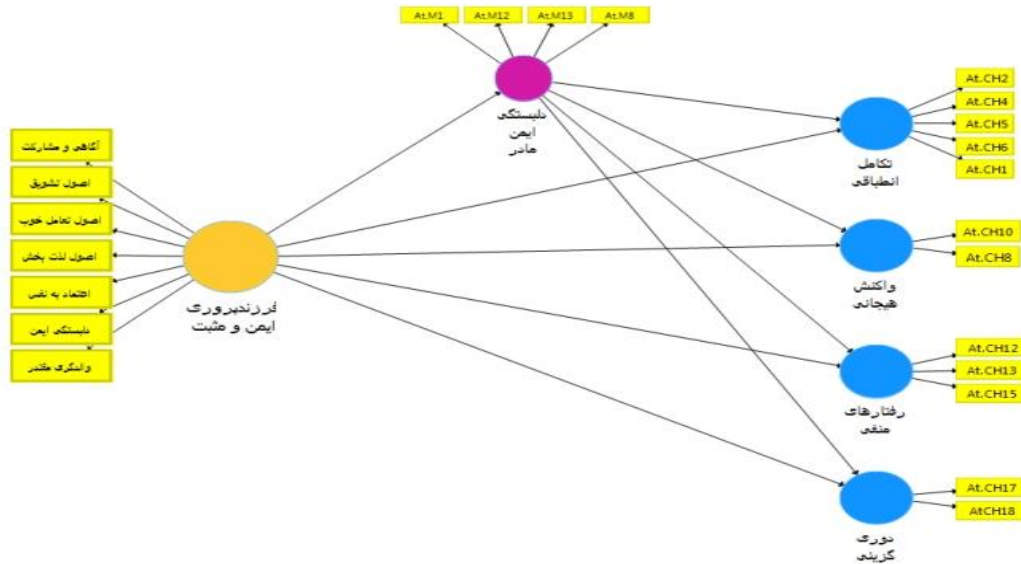 At.M1
At.M12
At.M13
At.M8
دلبستگی
ایمن
مادر
At.CH2
At.CH4
At.CH5
At.CH6
At.CH1
تکامل
انطباقی
آگاهی و مشارکت
اصول تشویق
اصول تعامل خوب
اصول لذت بخش
اعتماد به نفس
دلبستگی ایمن
والدگری مقتدر
فرزندپروری
ایمن و مثبت
At.CH10
At.CH8
واکنش
هیجانی
At.CH12
At.CH13
At.CH15
رفتارهای
منفی
At.CH17
AtCH18
دوری
گزینی